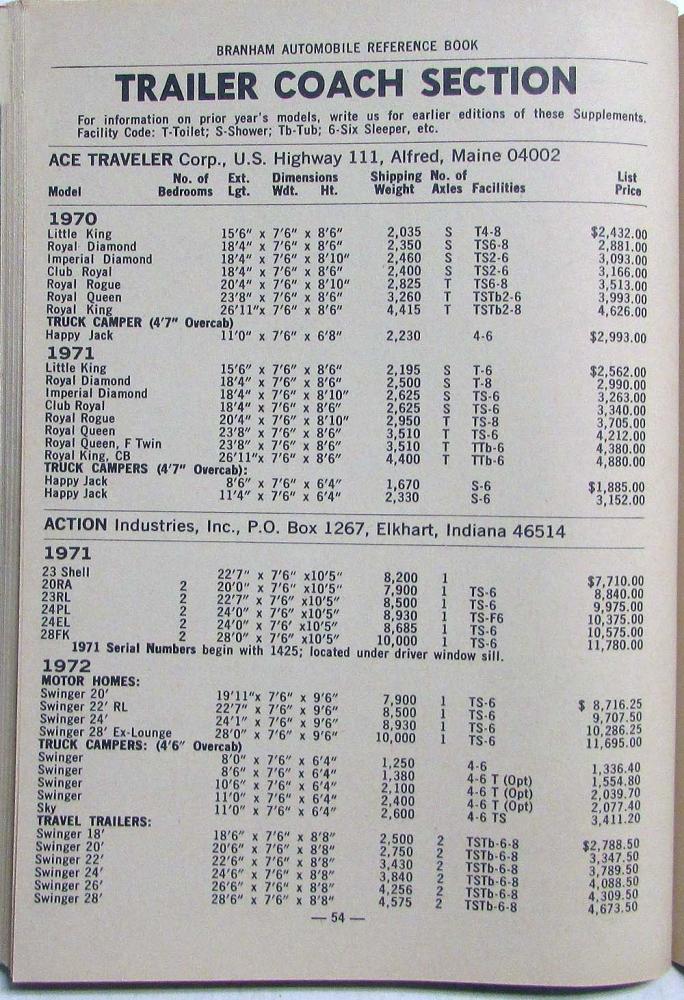 BRANHAM AUTOMOBILE REFERENCE BOOK
TRAILER COACH SECTION
For information on prior year's models, write us for earlier editions of these Supplements.
Facility Code: T-Toilet; S-Shower; Tb-Tub; 6-Six Sleeper, etc.
ACE TRAVELER Corp., U.S. Highway 111, Alfred, Maine 04002
No. of Ext. Dimensions Shipping No. of List
Model Bedrooms Lgt. Wdt. Ht. Weight Axles Facilities Price
1970
Little King 15'6" x 7'6" x 8'6" 2,035 S T4-8 $2,432.00
Royal Diamond 18'4" x 7'6" x 8'6" 2,350 S TS6-8 2,881.00
Imperial Diamond 18'4" x 7'6" x 8'10" 2,460 S TS2-6 3,093.00
Club Royal 18'4" x 7'6" x 8'6" 2,400 S TS2-6 3,166.00
Royal Rogue 20'4" x 7'6" x 8'10" 2,825 T TS6-8 3,513.00
Royal Queen 23'8" x 7'6" x 8'6" 3,260 T TSTb2-6 3,993.00
Royal King 26'11"x 7'6" x 8'6" 4,415 T TSTb2-8 4,626.00
TRUCK CAMPER (4'7" Overcab)
Happy Jack 11'0" x 7'6" x 6'8" 2,230 4-6 $2,993.00
1971
Little King 15'6" x 7'6" x 8'6" 2,195 S T-6 $2,562.00
Royal Diamond 18'4" x 7'6" x 8'6" 2,500 S T-8 2,990.00
Imperial Diamond 18'4" x 7'6" x 8'10" 2,625 S TS-6 3,263.00
Club Royal 18'4" x 7'6" x 8'6" 2,625 S TS-6 3,340.00
Royal Rogue 20'4" x 7'6" x 8'10" 2,950 T TS-8 3,705.00
Royal Queen 23'8" x 7'6" x 8'6" 3,510 T TS-6 4,212.00
Royal Queen, F Twin 23'8" x 7'6" x 8'6" 3,510 T TTb-6 4,380.00
Royal King, CB 26'11"x 7'6" x 8'6" 4,400 T TTb-6 4,880.00
TRUCK CAMPERS (4'7" Overcab):
Happy Jack 8'6" x 7'6" x 6'4" 1,670 S-6 $1,885.00
Happy Jack 11'4" x 7'6" x 6'4" 2,330 S-6 3,152.00
ACTION Industries, Inc., P.O. Box 1267, Elkhart, Indiana 46514
1971
23 Shell 22'7" x 7'6" x10'5" 8,200 1 $7,710.00
20RA 2 20'0" x 7'6" x10'5" 7,900 1 TS-6 8,840.00
23RL 2 22'7" x 7'6" x10'5" 8,500 1 TS-6 9,975.00
24PL 2 24'0" x 7'6" x10'5" 8,930 1 TS-F6 10,375.00
24EL 2 24'0" x 7'6' x10'5" 8,685 1 TS-6 10,575.00
28FK 2 28'0" x 7'6" x10'5" 10,000 1 TS-6 11,780.00
1971 Serial Numbers begin with 1425; located under driver window sill.
1972
MOTOR HOMES:
Swinger 20' 19'11"x 7'6" x 9'6" 7,900 1 TS-6 $ 8,716.25
Swinger 22' RL 22'7" x 7'6" x 9'6" 8,500 1 TS-6 9,707.50
Swinger 24' 24'1" x 7'6" x 9'6" 8,930 1 TS-6 10,286.25
Swinger 28' Ex-Lounge 28'0" x 7'6" x 9'6" 10,000 1 TS-6 11,695.00
TRUCK CAMPERS: (4'6" Overcab)
Swinger 8'0" x 7'6" x 6'4" 1,250 4-6 1,336.40
Swinger 8'6" x 7'6" x 6'4" 1,380 4-6 T (Opt) 1,554.80
Swinger 10'6" x 7'6" x 6'4" 2,100 4-6 T (Opt) 2,039.70
Swinger 11'0" x 7'6" x 6'4" 2,400 4-6 T (Opt) 2,077.40
Sky 11'0" x 7'6" x 6'4" 2,600 4-6 TS 3,411.20
TRAVEL TRAILERS:
Swinger 18' 18'6" x 7'6" x 8'8" 2,500 2 TSTb-6-8 $2,788.50
Swinger 20' 20'6" x 7'6" x 8'8" 2,750 2 TSTb-6-8 3,347.50
Swinger 22' 22'6" x 7'6" x 8'8" 3,430 2 TSTb-6-8 3,789.50
Swinger 24' 24'6" x 7'6" x 8'8" 3,840 2 TSTb-6-8 4,088.50
Swinger 26' 26'6" x 7'6" x 8'8" 4,256 2 TSTb-6-8 4,309.50
Swinger 28' 28'6" x 7'6" x 8'8" 4,575 2 TSTb-6-8 4,673.50
— 54 —